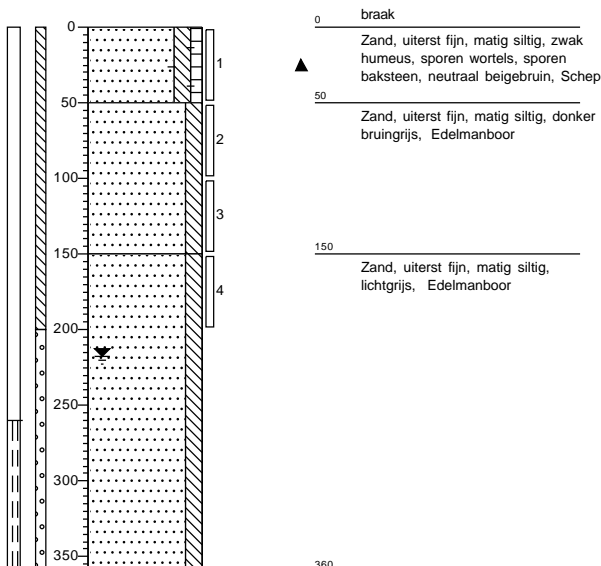 0
50
100
150
200
250
300
350
1
2
3
4
0
braak
Zand, uiterst fijn, matig siltig, zwak
humeus, sporen wortels, sporen
baksteen, neutraal beigebruin, Schep
50
Zand, uiterst fijn, matig siltig, donker
bruingrijs, Edelmanboor
150
Zand, uiterst fijn, matig siltig,
lichtgrijs, Edelmanboor
360